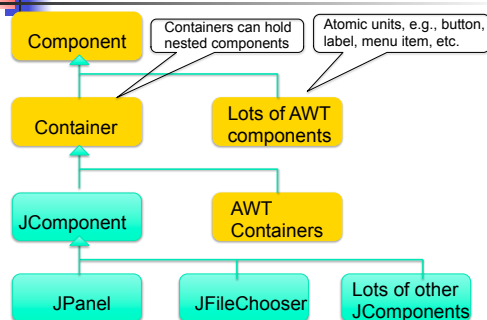 Component
Containers can hold
nested components
Atomic units, e.g., button,
label, menu item, etc.
Container
Lots of AWT
components
JComponent
AWT
Containers
JPanel
JFileChooser
Lots of other
JComponents